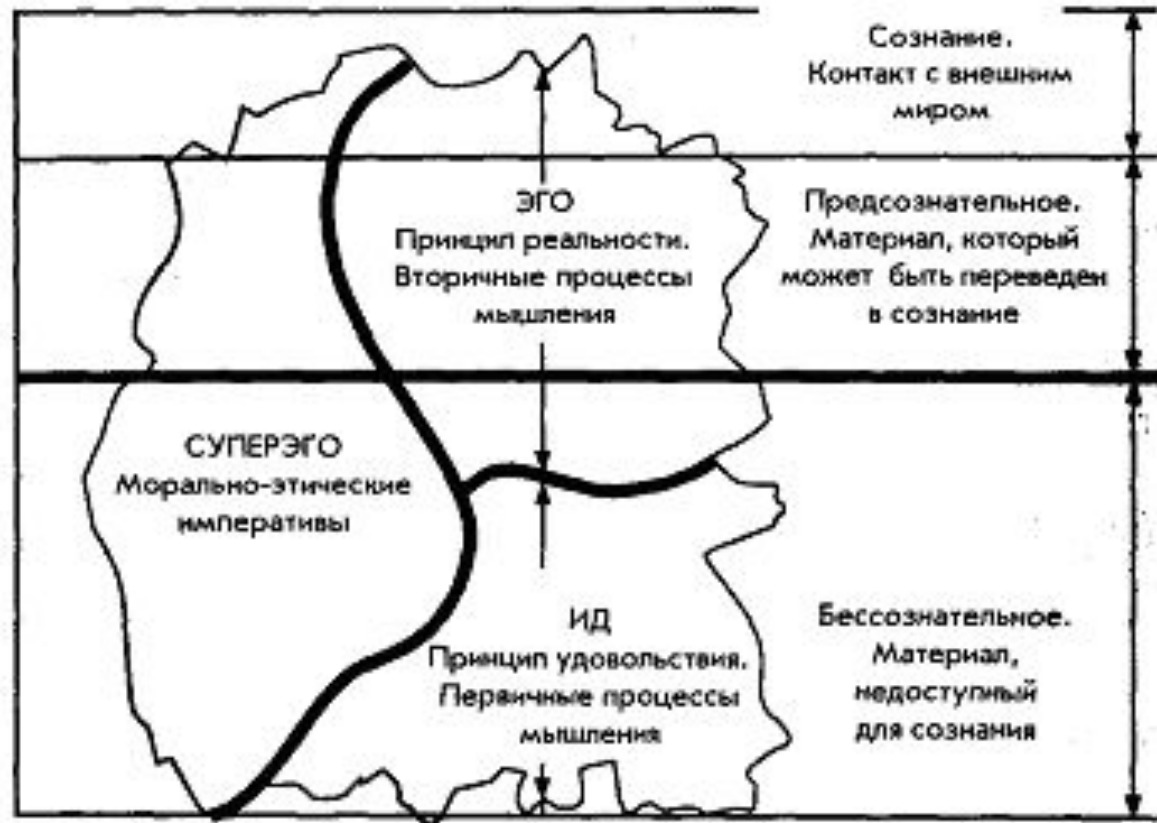 Сознание.
Контакт с внешним
миром
ЭГО
Принцип реальности.
Вторичные процессы
мышления
Предсознательное.
Материал, который
может быть переведен
в сознание
СУПЕРЭГО
Морально-этические
императивы
ИД
Принцип удовольствия.
Первичные процессы
мышления
Бессознательное.
Материал,
недоступный
для сознания